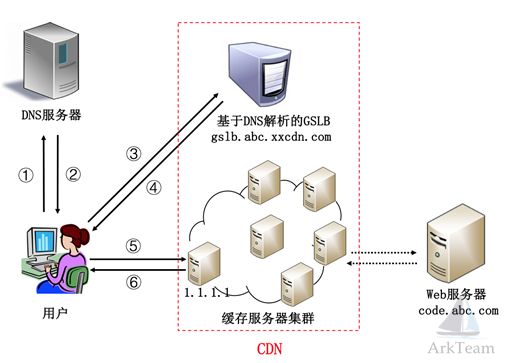 DNS服务器
基于DNS解析的GSLB
gslb.abc.xxcdn.com
①
②
③
④
⑤
⑥
1.1.1.1
用户
缓存服务器集群
Web服务器
code.abc.com
CDN
ArkTeam